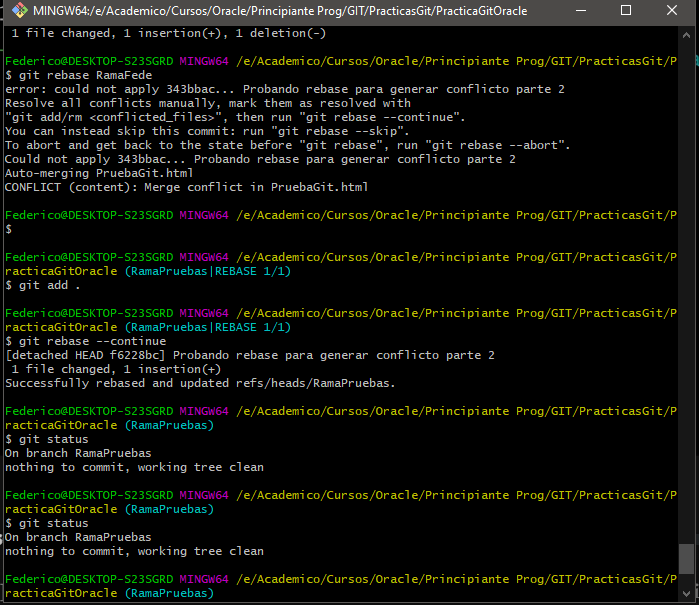 MINGW64:/e/Academico/Cursos/Oracle/Principiante Prog/GIT/PracticasGit/PracticaGitOracle
1 file changed, 1 insertion(+), 1 deletion(-)
Federico@DESKTOP-S23SGRD MINGW64 /e/Academico/Cursos/Oracle/Principiante Prog/GIT/PracticasGit/P
$ git rebase RamaFede
error: could not apply 343bbac... Probando rebase para generar conflicto parte 2
Resolve all conflicts manually, mark them as resolved with
"git add/rm <conflicted_files>", then run "git rebase --continue".
You can instead skip this commit: run "git rebase --skip".
To abort and get back to the state before "git rebase", run "git rebase --abort".
Could not apply 343bbac... Probando rebase para generar conflicto parte 2
Auto-merging PruebaGit.html
CONFLICT (content): Merge conflict in PruebaGit.html
Federico@DESKTOP-S23SGRD MINGW64 /e/Academico/Cursos/Oracle/Principiante Prog/GIT/PracticasGit/P
$
Federico@DESKTOP-S23SGRD MINGW64 /e/Academico/Cursos/Oracle/Principiante Prog/GIT/PracticasGit/P
racticaGitOracle (RamaPruebas|REBASE 1/1)
$ git add .
Federico@DESKTOP-S23SGRD MINGW64 /e/Academico/Cursos/Oracle/Principiante Prog/GIT/PracticasGit/P
racticaGitOracle (RamaPruebas|REBASE 1/1)
$ git rebase --continue
[detached HEAD f6228bc] Probando rebase para generar conflicto parte 2
1 file changed, 1 insertion(+)
Successfully rebased and updated refs/heads/RamaPruebas.
Federico@DESKTOP-S23SGRD MINGW64 /e/Academico/Cursos/Oracle/Principiante Prog/GIT/PracticasGit/P
racticaGitOracle (RamaPruebas)
$ git status
On branch RamaPruebas
nothing to commit, working tree clean
Federico@DESKTOP-S23SGRD MINGW64 /e/Academico/Cursos/Oracle/Principiante Prog/GIT/PracticasGit/P
racticaGitOracle (RamaPruebas)
$ git status
On branch RamaPruebas
nothing to commit, working tree clean
Federico@DESKTOP-S23SGRD MINGW64 /e/Academico/Cursos/Oracle/Principiante Prog/GIT/PracticasGit/P
racticaGitOracle (RamaPruebas)